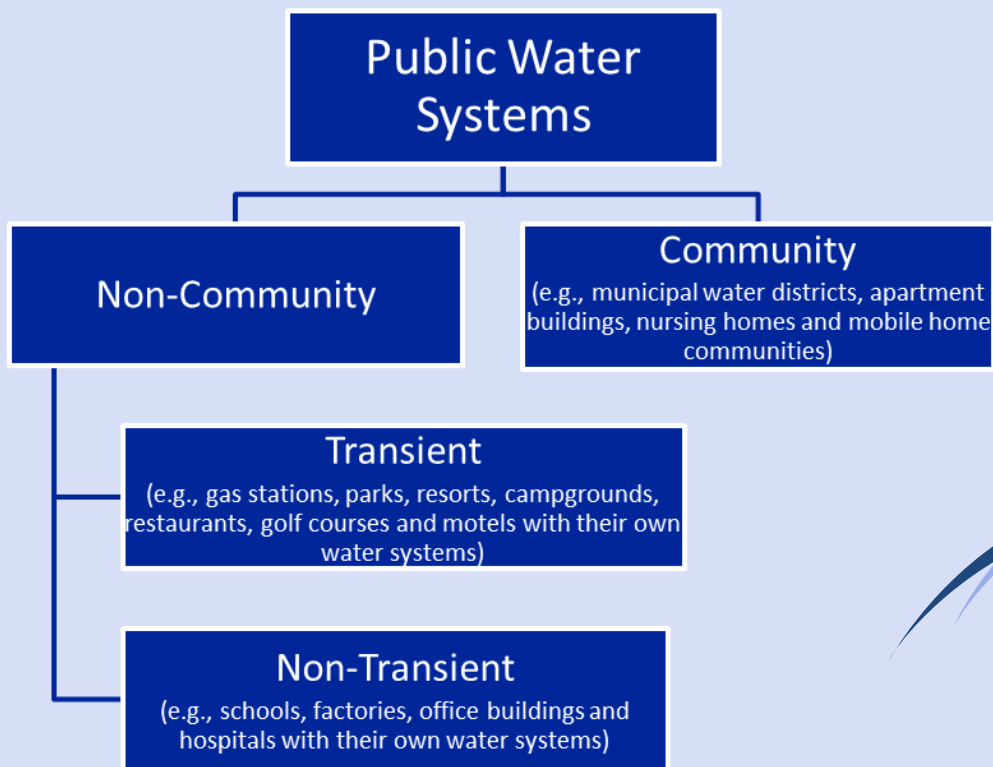 Public Water
Systems
Non-Community
Community
(e.g., municipal water districts, apartment
buildings, nursing homes and mobile home
communities)
Transient
(e.g., gas stations, parks, resorts, campgrounds,
restaurants, golf courses and motels with their own
water systems)
Non-Transient
(e.g., schools, factories, office buildings and
hospitals with their own water systems)